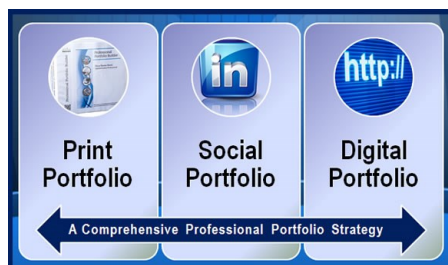 in
http://
Print
Portfolio
Social
Portfolio
Digital
Portfolio
A Comprehensive Professional Portfolio Strategy